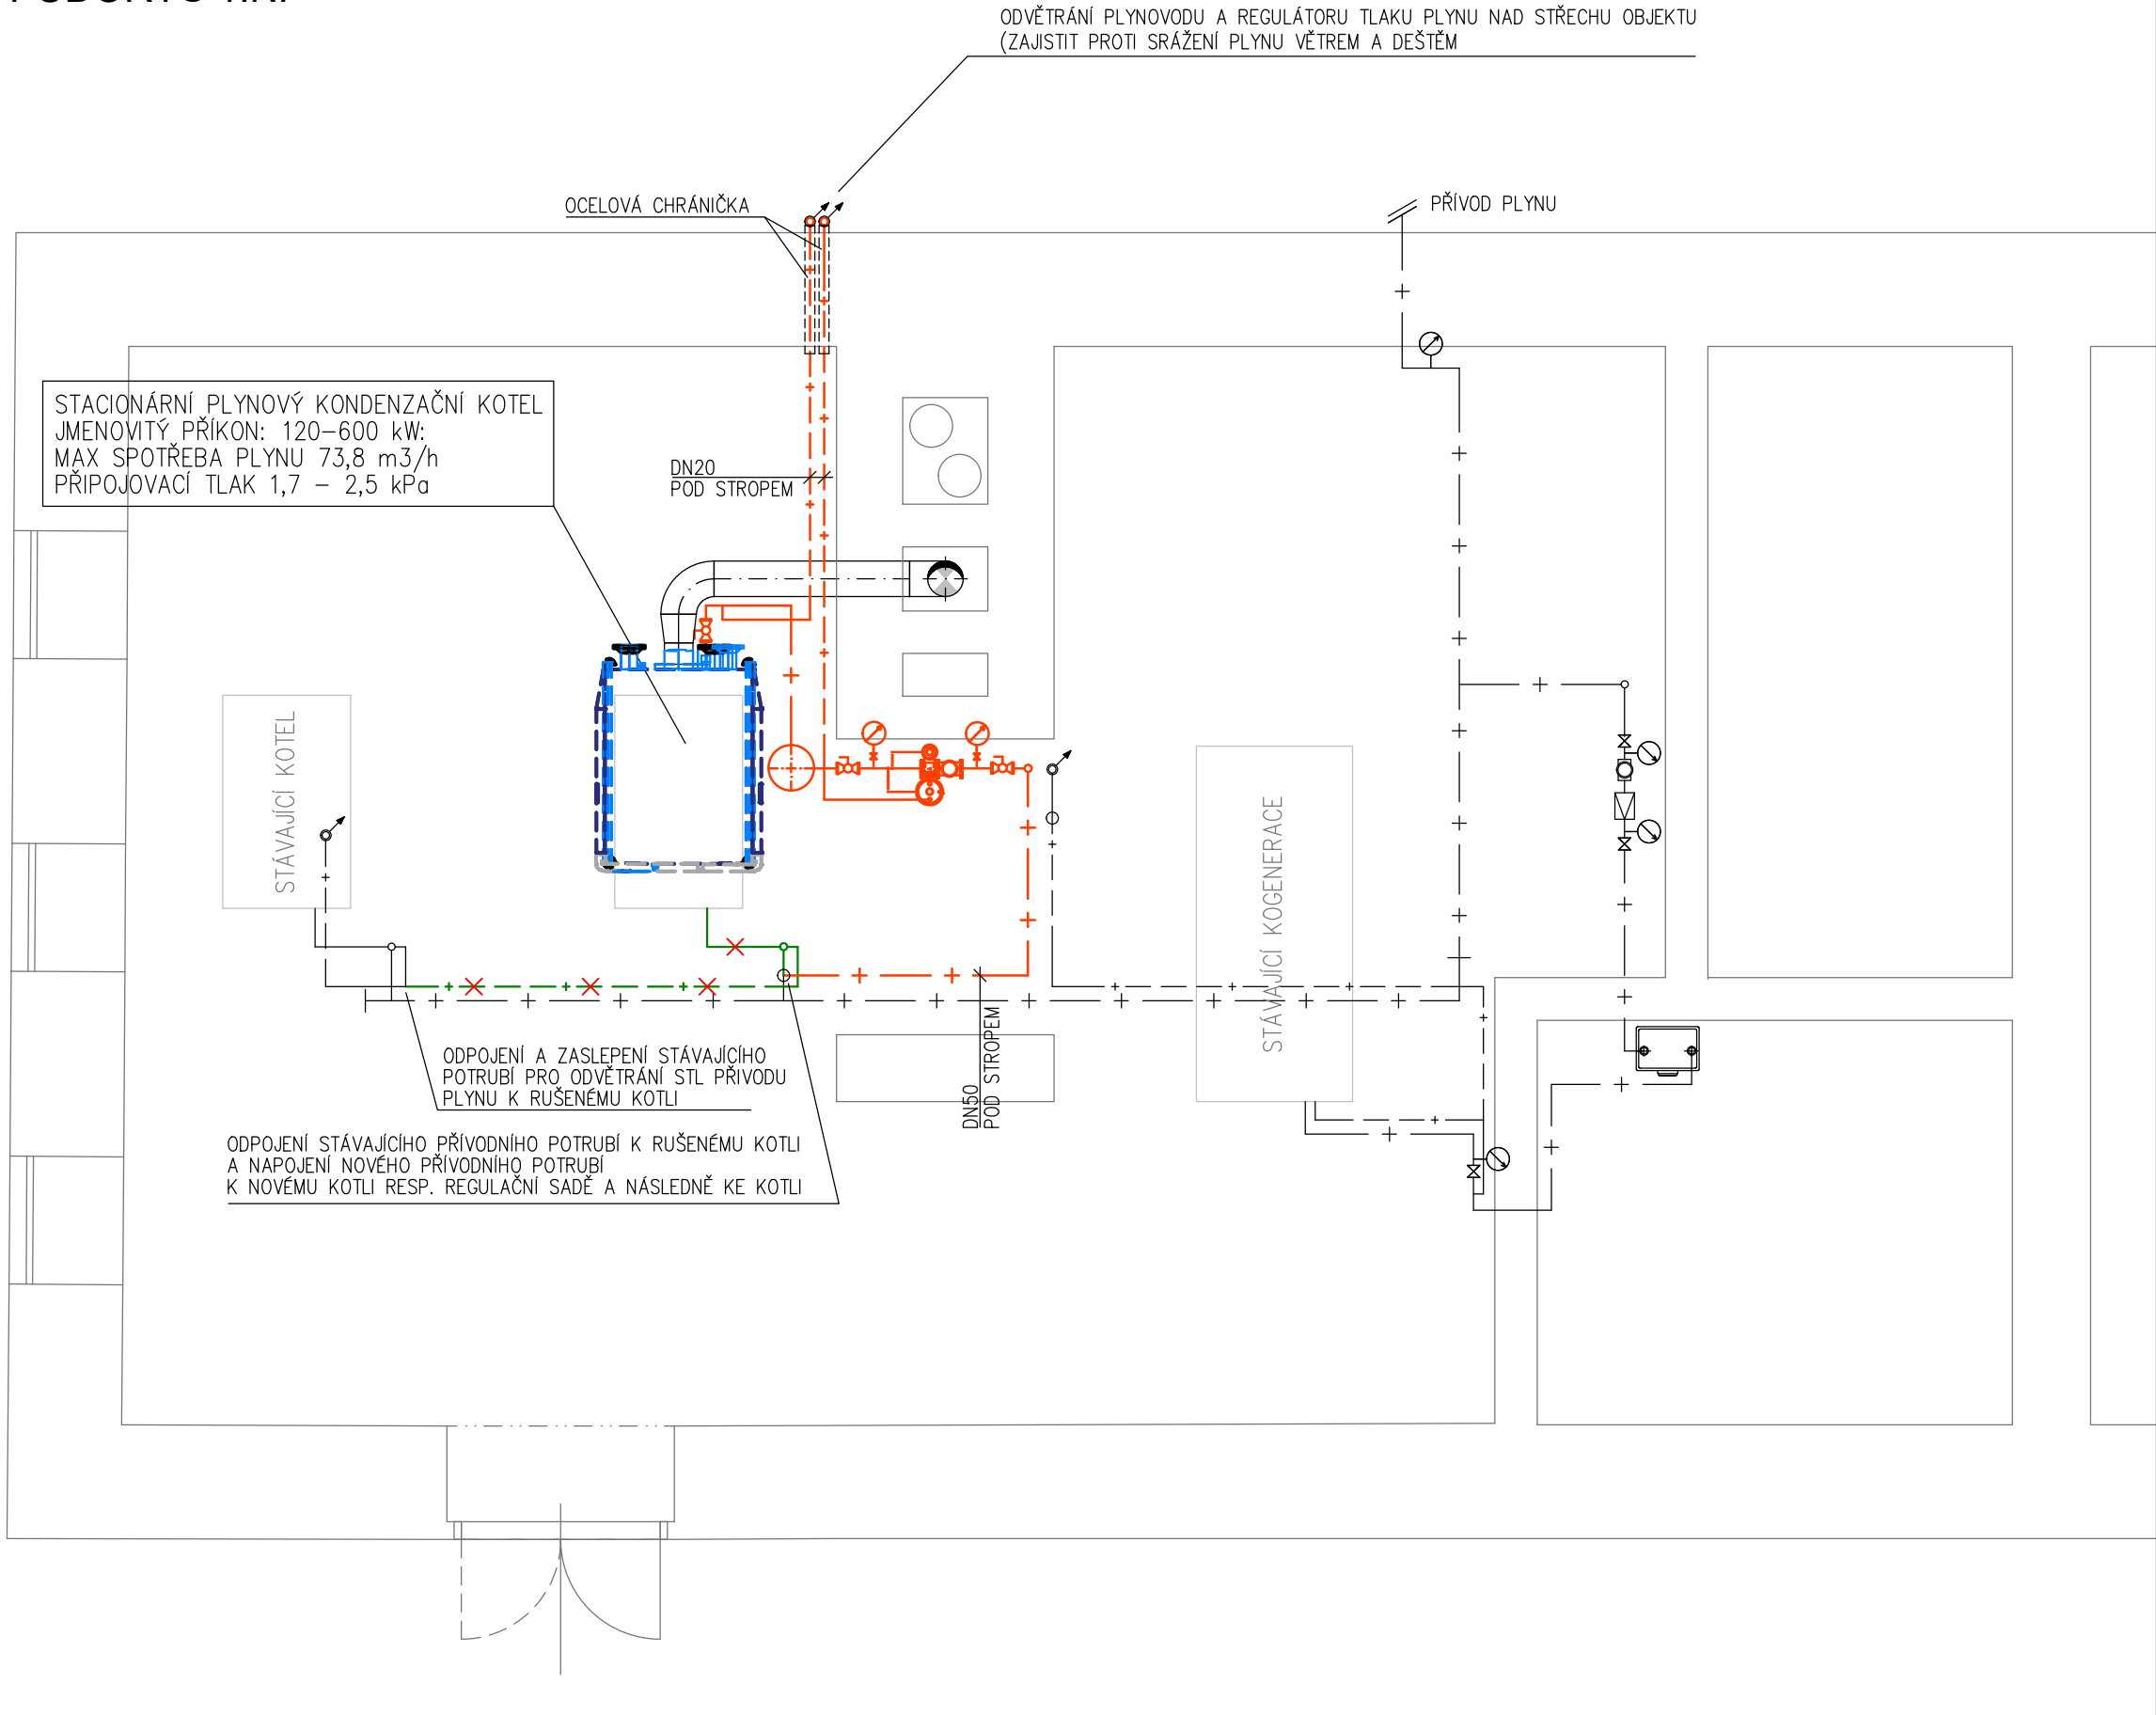 ODVĚTRÁNÍ PLYNOVODU A REGULÁTORU TLAKU PLYNU NAD STŘECHU OBJEKTU
(ZAJISTIT PROTI SRÁŽENÍ PLYNU VĚTREM A DEŠTĚM
OCELOVÁ CHRÁNIČKA
PŘÍVOD PLYNU
STACIONÁRNÍ PLYNOVÝ KONDENZAČNÍ KOTEL
JMENOVITÝ PŘÍKON: 120-600 kW:
MAX SPOTŘEBA PLYNU 73,8 m3/h
PŘIPOJOVACÍ TLAK 1,7 - 2,5 kPa
DN20
POD STROPEM
STÁVAJÍCÍ KOTEL
STÁVAJÍCÍ KOGENERACE
DN50
POD STROPEM
ODPOJENÍ A ZASLEPENÍ STÁVAJÍCÍHO
POTRUBÍ PRO ODVĚTRÁNÍ STL PŘIVODU
PLYNU K RUŠENÉMU KOTLI
ODPOJENÍ STÁVAJÍCÍHO PŘÍVODNÍHO POTRUBÍ K RUŠENÉMU KOTLI
A NAPOJENÍ NOVÉHO PŘÍVODNÍHO POTRUBÍ
K NOVÉMU KOTLI RESP. REGULAČNÍ SADĚ A NÁSLEDNĚ KE KOTLI